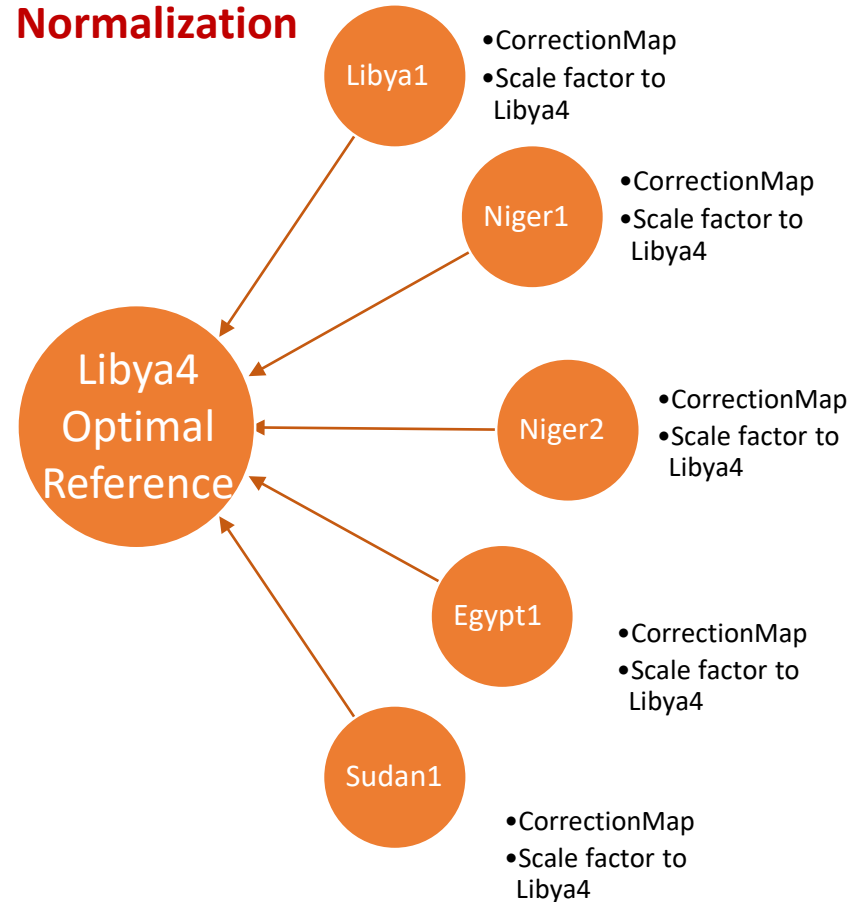 Normalization
Libya1
•CorrectionMap
•Scale factor to
Libya4
Niger1
•CorrectionMap
•Scale factor to
Libya4
Libya4
Optimal
Reference
Niger2
•CorrectionMap
•Scale factor to
Libya4
Egypt1
•CorrectionMap
•Scale factor to
Libya4
Sudan1
•CorrectionMap
•Scale factor to
Libya4